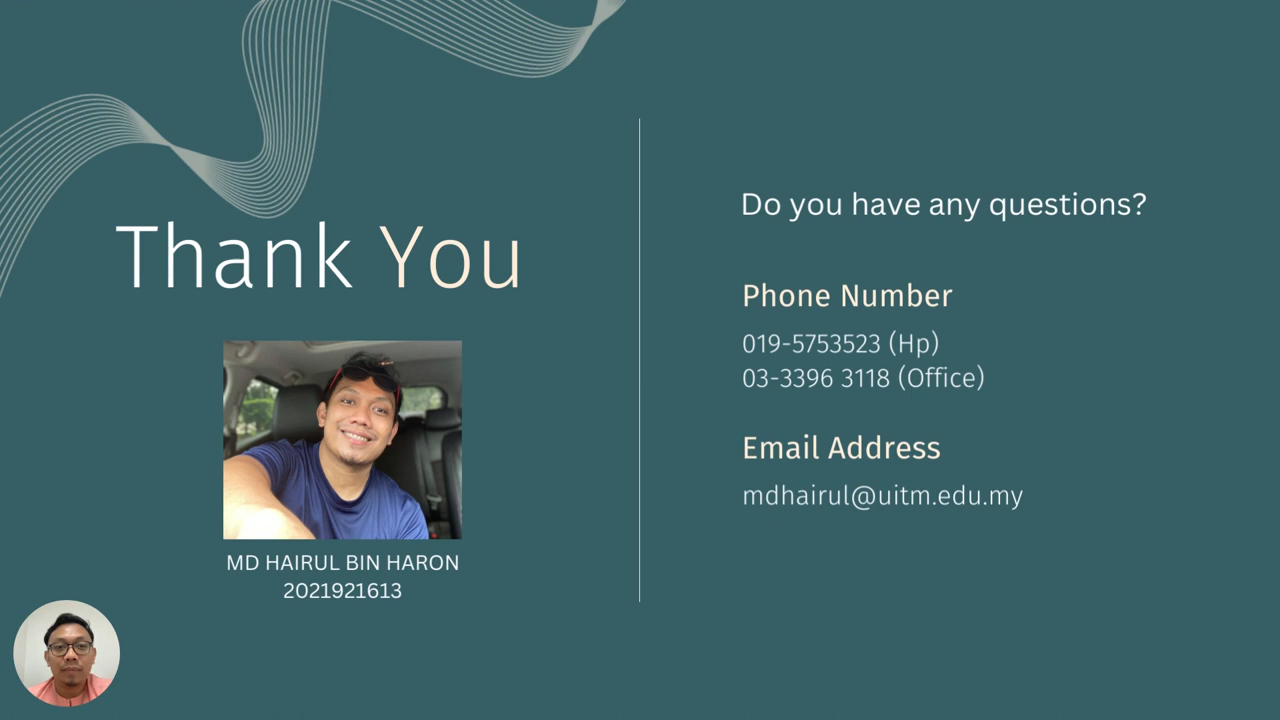 Thank You
MD HAIRUL BIN HARON
2021921613
Do you have any questions?
Phone Number
019-5753523 (Hp)
03-3396 3118 (Office)
Email Address
mdhairul@uitm.edu.my